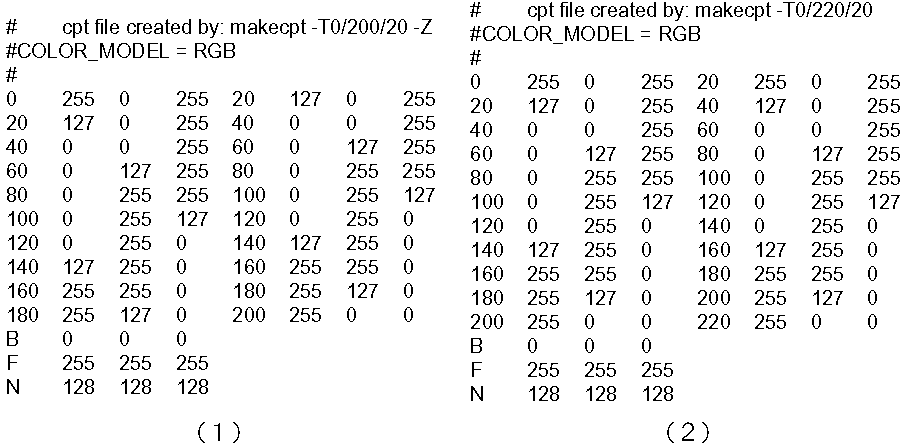 # cpt file created by: makecpt -T0/200/20 -Z
#COLOR_MODEL = RGB
#
0 255 0 255 20 127 0 255
20 127 0 255 40 0 0 255
40 0 0 255 60 0 127 255
60 0 127 255 80 0 255 255
80 0 255 255 100 0 255 127
100 0 255 127 120 0 255 0
120 0 255 0 140 127 255 0
140 127 255 0 160 255 255 0
160 255 255 0 180 255 127 0
180 255 127 0 200 255 0 0
B 0 0 0
F 255 255 255
N 128 128 128
(1)
# cpt file created by: makecpt -T0/220/20
#COLOR_MODEL = RGB
#
0 255 0 255 20 255 0 255
20 127 0 255 40 127 0 255
40 0 0 255 60 0 0 255
60 0 127 255 80 0 127 255
80 0 255 255 100 0 255 255
100 0 255 127 120 0 255 127
120 0 255 0 140 0 255 0
140 127 255 0 160 127 255 0
160 255 255 0 180 255 255 0
180 255 127 0 200 255 127 0
200 255 0 0 220 255 0 0
B 0 0 0
F 255 255 255
N 128 128 128
(2)